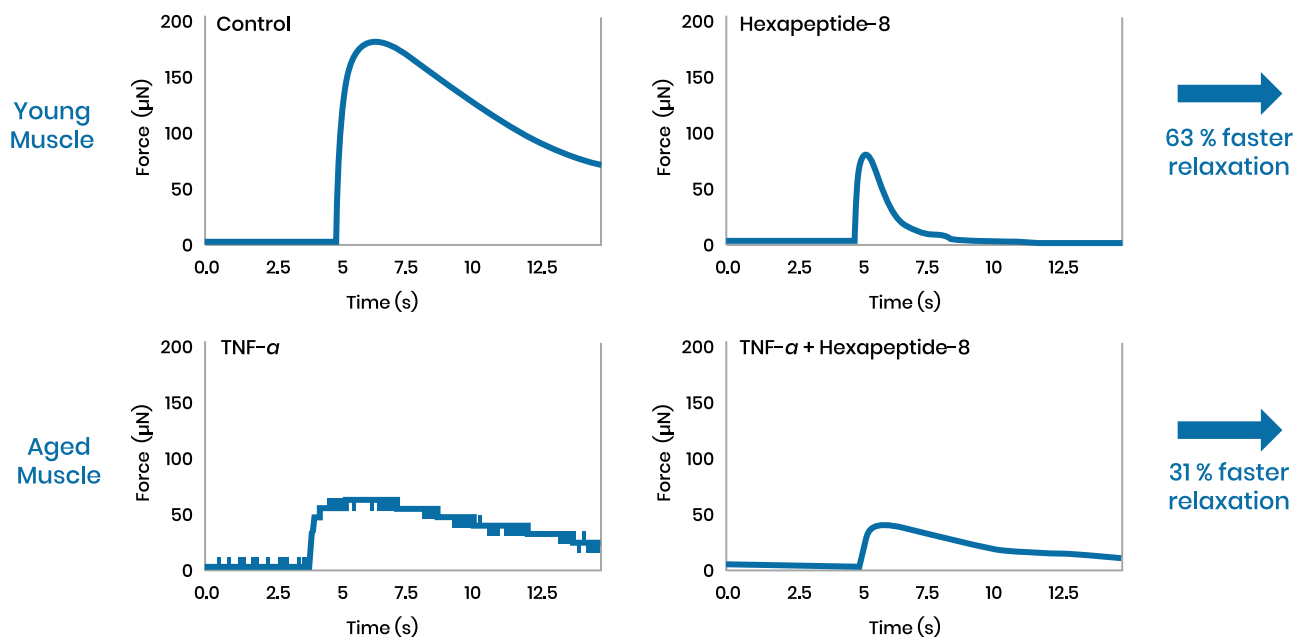 Control
200
150
100
50
0
Force (µN)
0.0 2.5 5 7.5 10 12.5
Time (s)
Hexapeptide-8
200
150
100
50
0
Force (µN)
0.0 2.5 5 7.5 10 12.5
Time (s)
Young
Muscle
63 % faster
relaxation
TNF-α
200
150
100
50
0
Force (µN)
0.0 2.5 5 7.5 10 12.5
Time (s)
TNF-α + Hexapeptide-8
200
150
100
50
0
Force (µN)
0.0 2.5 5 7.5 10 12.5
Time (s)
Aged
Muscle
31 % faster
relaxation